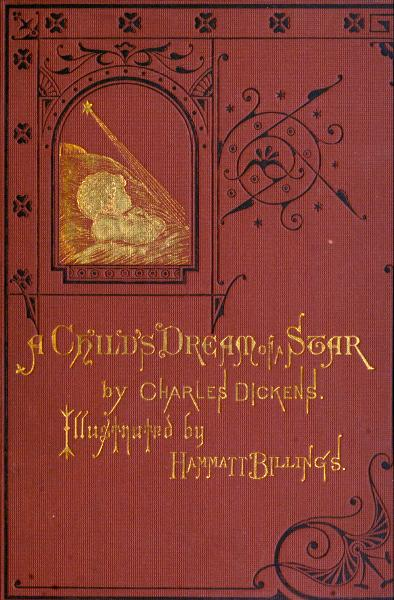 A Child's Dream of a Star
by Charles Dickens.
Illustrated by
Hammatt Billings.